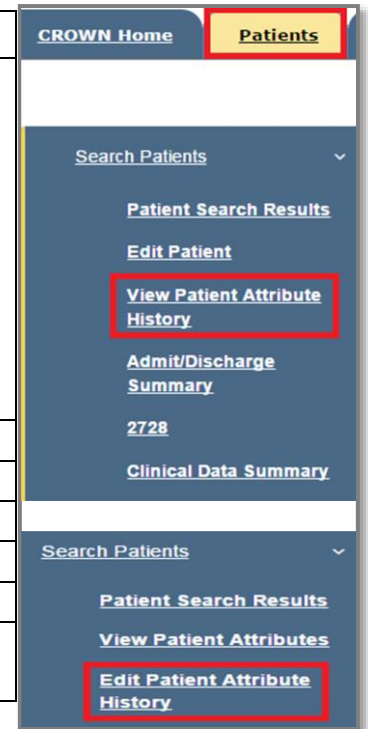 CROWN Home Patients
Search Patients
Patient Search Results
Edit Patient
View Patient Attribute
History
Admit/Discharge
Summary
2728
Clinical Data Summary
Search Patients
Patient Search Results
View Patient Attributes
Edit Patient Attribute
History